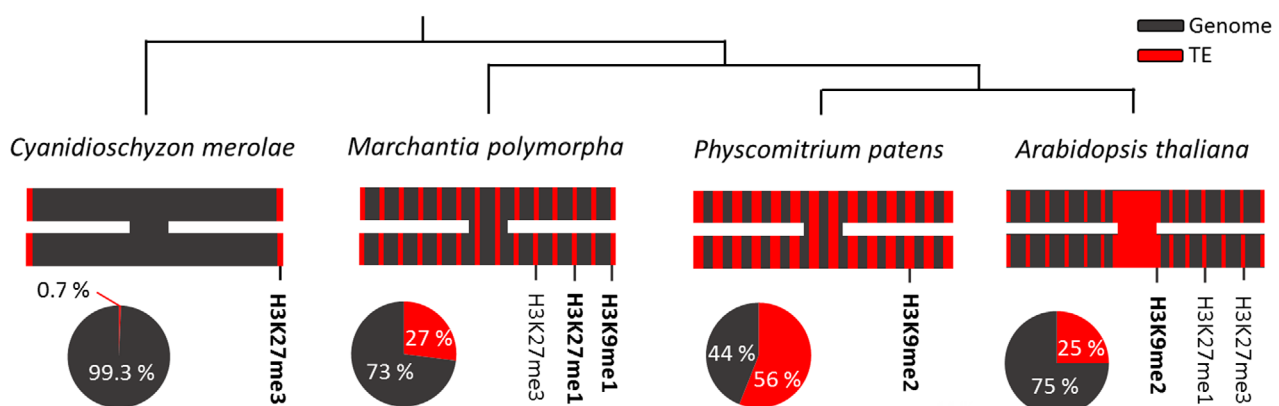 Genome
TE
Cyanidioschyzon merolae
Marchantia polymorpha
Physcomitrium patens
Arabidopsis thaliana
0.7 %
99.3 %
H3K27me3
27 %
73 %
H3K27me3
H3K27me1
H3K9me1
44 %
56 %
H3K9me2
25 %
75 %
H3K9me2
H3K27me1
H3K27me3